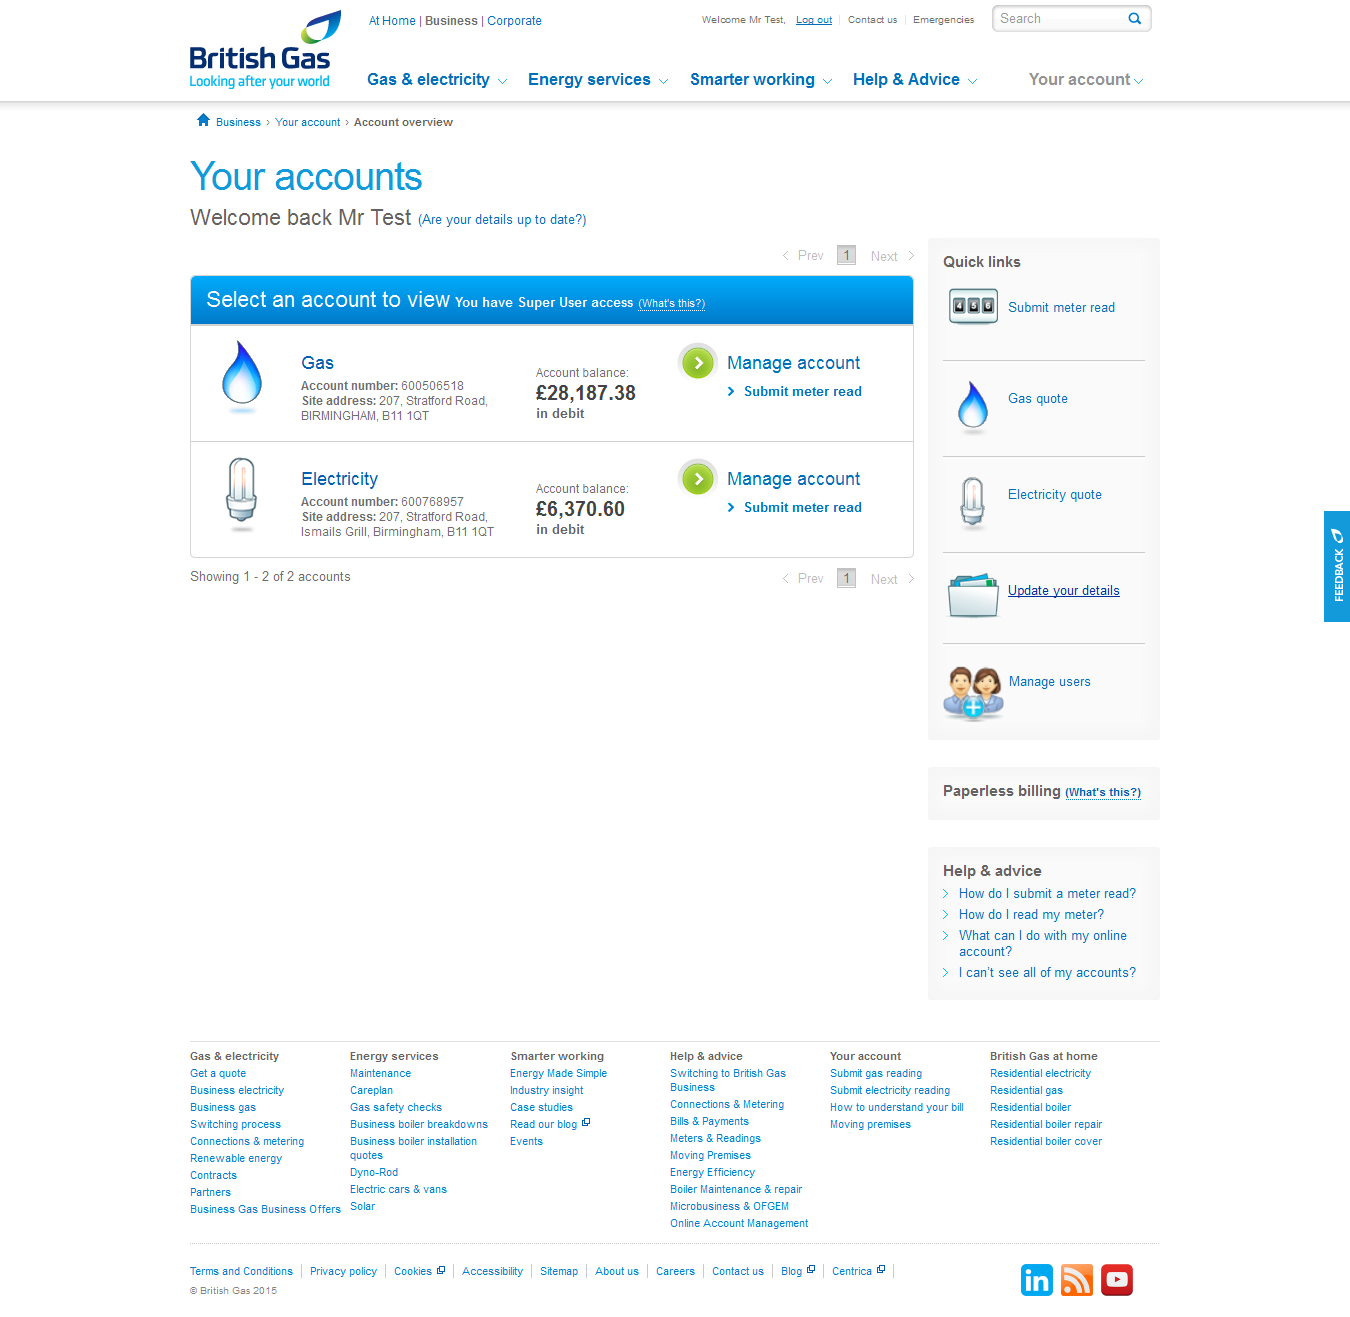 At Home | Business | Corporate
Welcome Mr Test, Log out Contact us Emergencies
Search
British Gas
Looking after your world
Gas & electricity Energy services Smarter working Help & Advice Your account
Business › Your account › Account overview
Your accounts
Welcome back Mr Test (Are your details up to date?)
Prev 1 Next
Select an account to view You have Super User access (What's this?)
Gas
Account number: 600506518
Site address: 207, Stratford Road,
BIRMINGHAM, B11 1QT
Account balance:
£28,187.38
in debit
Manage account
Submit meter read
Electricity
Account number: 600768957
Site address: 207, Stratford Road,
Ismails Grill, Birmingham, B11 1QT
Account balance:
£6,370.60
in debit
Manage account
Submit meter read
Showing 1 - 2 of 2 accounts
Prev 1 Next
Quick links
4 5 6
Submit meter read
Gas quote
Electricity quote
Update your details
Manage users
FEEDBACK
Paperless billing (What's this?)
Help & advice
How do I submit a meter read?
How do I read my meter?
What can I do with my online
account?
I can't see all of my accounts?
Gas & electricity
Get a quote
Business electricity
Business gas
Switching process
Connections & metering
Renewable energy
Contracts
Partners
Business Gas Business Offers
Energy services
Maintenance
Careplan
Gas safety checks
Business boiler breakdowns
Business boiler installation
quotes
Dyno-Rod
Electric cars & vans
Solar
Smarter working
Energy Made Simple
Industry insight
Case studies
Read our blog
Events
Help & advice
Switching to British Gas
Business
Connections & Metering
Bills & Payments
Meters & Readings
Moving Premises
Energy Efficiency
Boiler Maintenance & repair
Microbusiness & OFGEM
Online Account Management
Your account
Submit gas reading
Submit electricity reading
How to understand your bill
Moving premises
British Gas at home
Residential electricity
Residential gas
Residential boiler
Residential boiler repair
Residential boiler cover
Terms and Conditions Privacy policy Cookies Accessibility Sitemap About us Careers Contact us Blog Centrica
© British Gas 2015
in